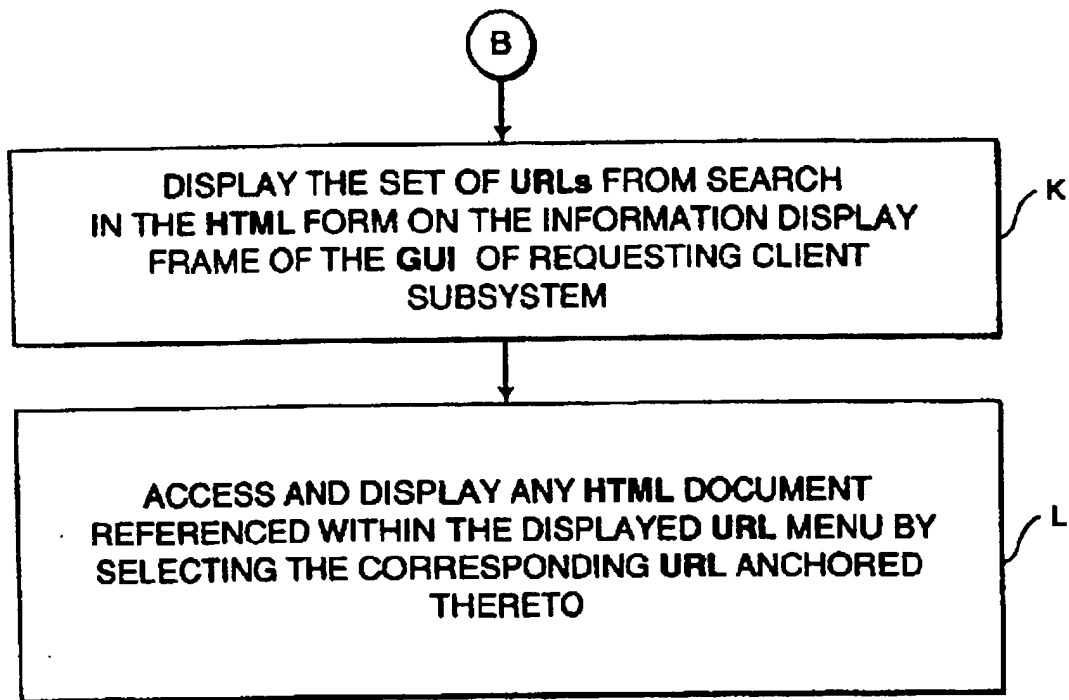 B
DISPLAY THE SET OF URLs FROM SEARCH
IN THE HTML FORM ON THE INFORMATION DISPLAY
FRAME OF THE GUI OF REQUESTING CLIENT
SUBSYSTEM
K
ACCESS AND DISPLAY ANY HTML DOCUMENT
REFERENCED WITHIN THE DISPLAYED URL MENU BY
SELECTING THE CORRESPONDING URL ANCHORED
THERETO
L